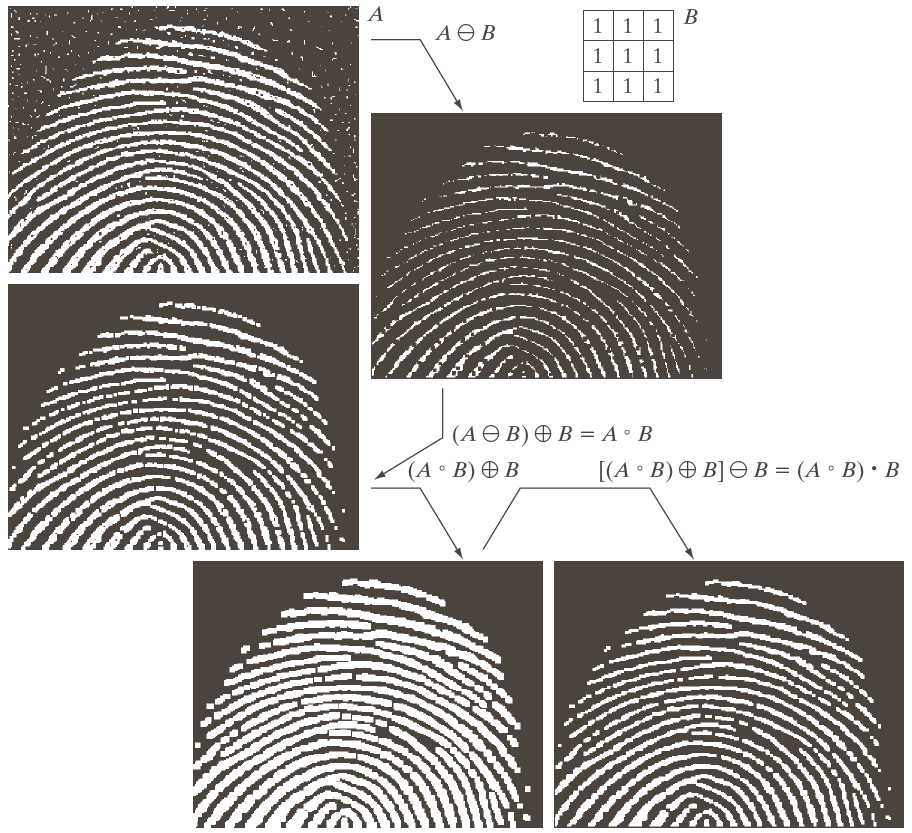 A
A ⊖ B
B
1 1 1
1 1 1
1 1 1
(A ⊖ B) ⊕ B = A ∘ B
(A ∘ B) ⊕ B
[(A ∘ B) ⊕ B] ⊖ B = (A ∘ B) • B